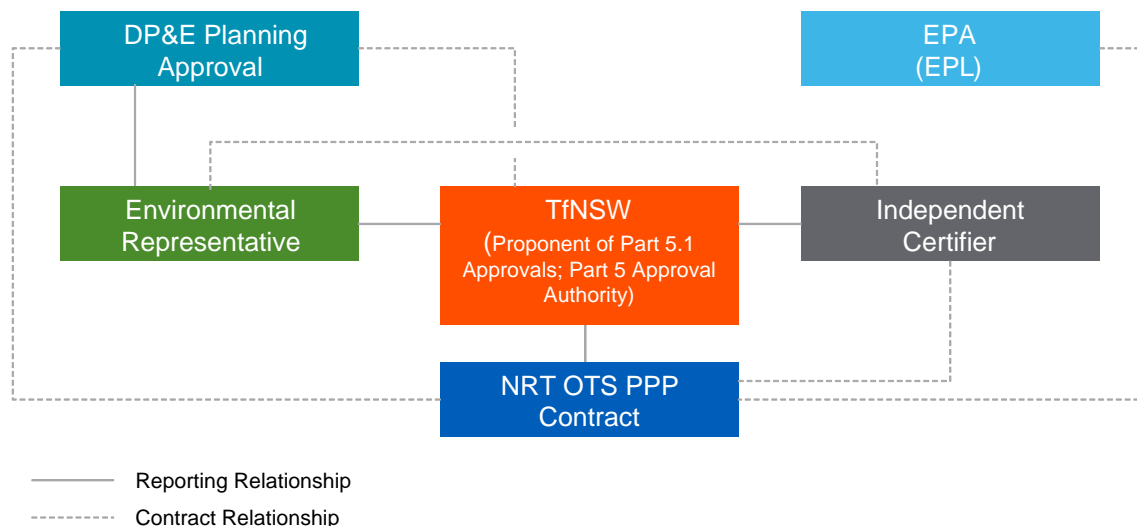 DP&E Planning
Approval
EPA
(EPL)
Environmental
Representative
TfNSW
(Proponent of Part 5.1
Approvals; Part 5 Approval
Authority)
Independent
Certifier
NRT OTS PPP
Contract
Reporting Relationship
Contract Relationship